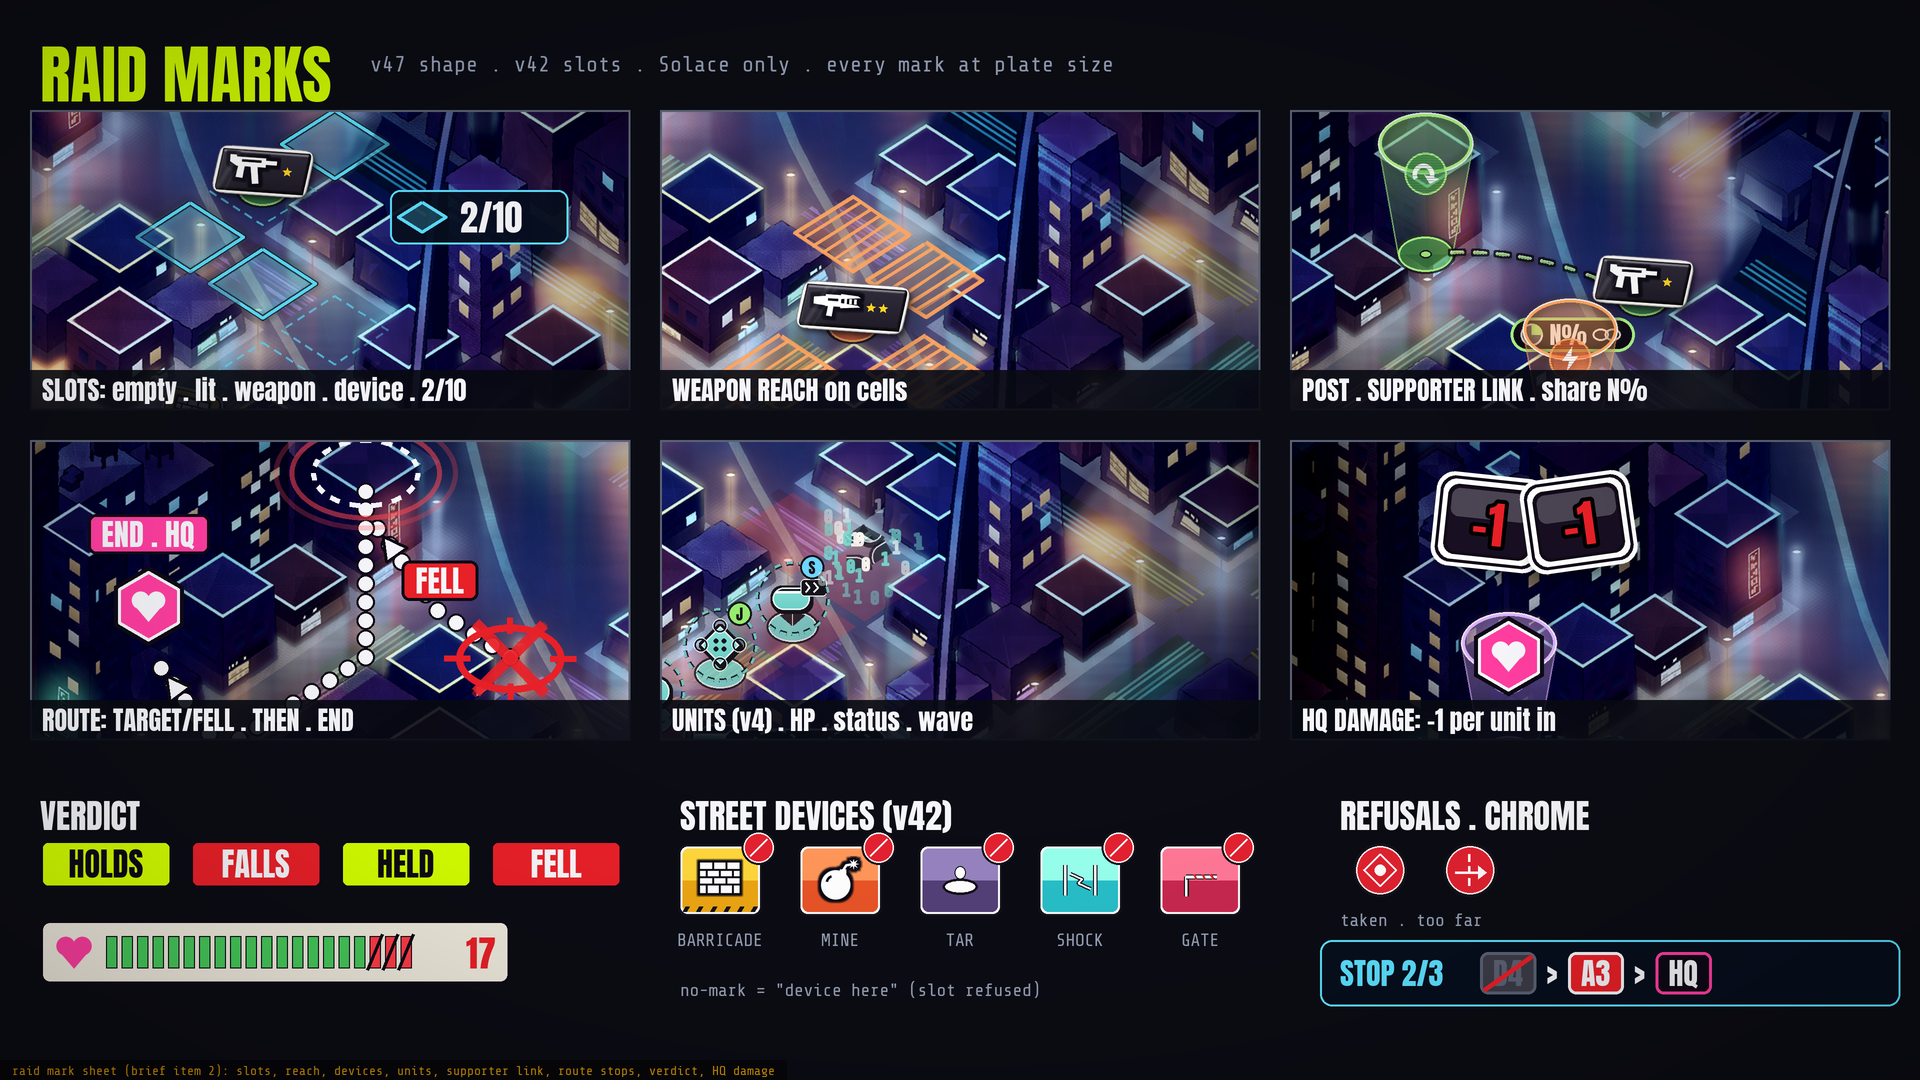 RAID MARKS
v47 shape . v42 slots . Solace only . every mark at plate size
2/10
SLOTS: empty . lit . weapon . device . 2/10
WEAPON REACH on cells
N%
POST . SUPPORTER LINK . share N%
END . HQ
FELL
ROUTE: TARGET/FELL . THEN . END
S
J
UNITS (v4) . HP . status . wave
-1
-1
HQ DAMAGE: -1 per unit in
VERDICT
HOLDS
FALLS
HELD
FELL
17
STREET DEVICES (v42)
BARRICADE
MINE
TAR
SHOCK
GATE
no-mark = "device here" (slot refused)
REFUSALS . CHROME
taken . too far
STOP 2/3 D4 > A3 > HQ
raid mark sheet (brief item 2): slots, reach, devices, units, supporter link, route stops, verdict, HQ damage